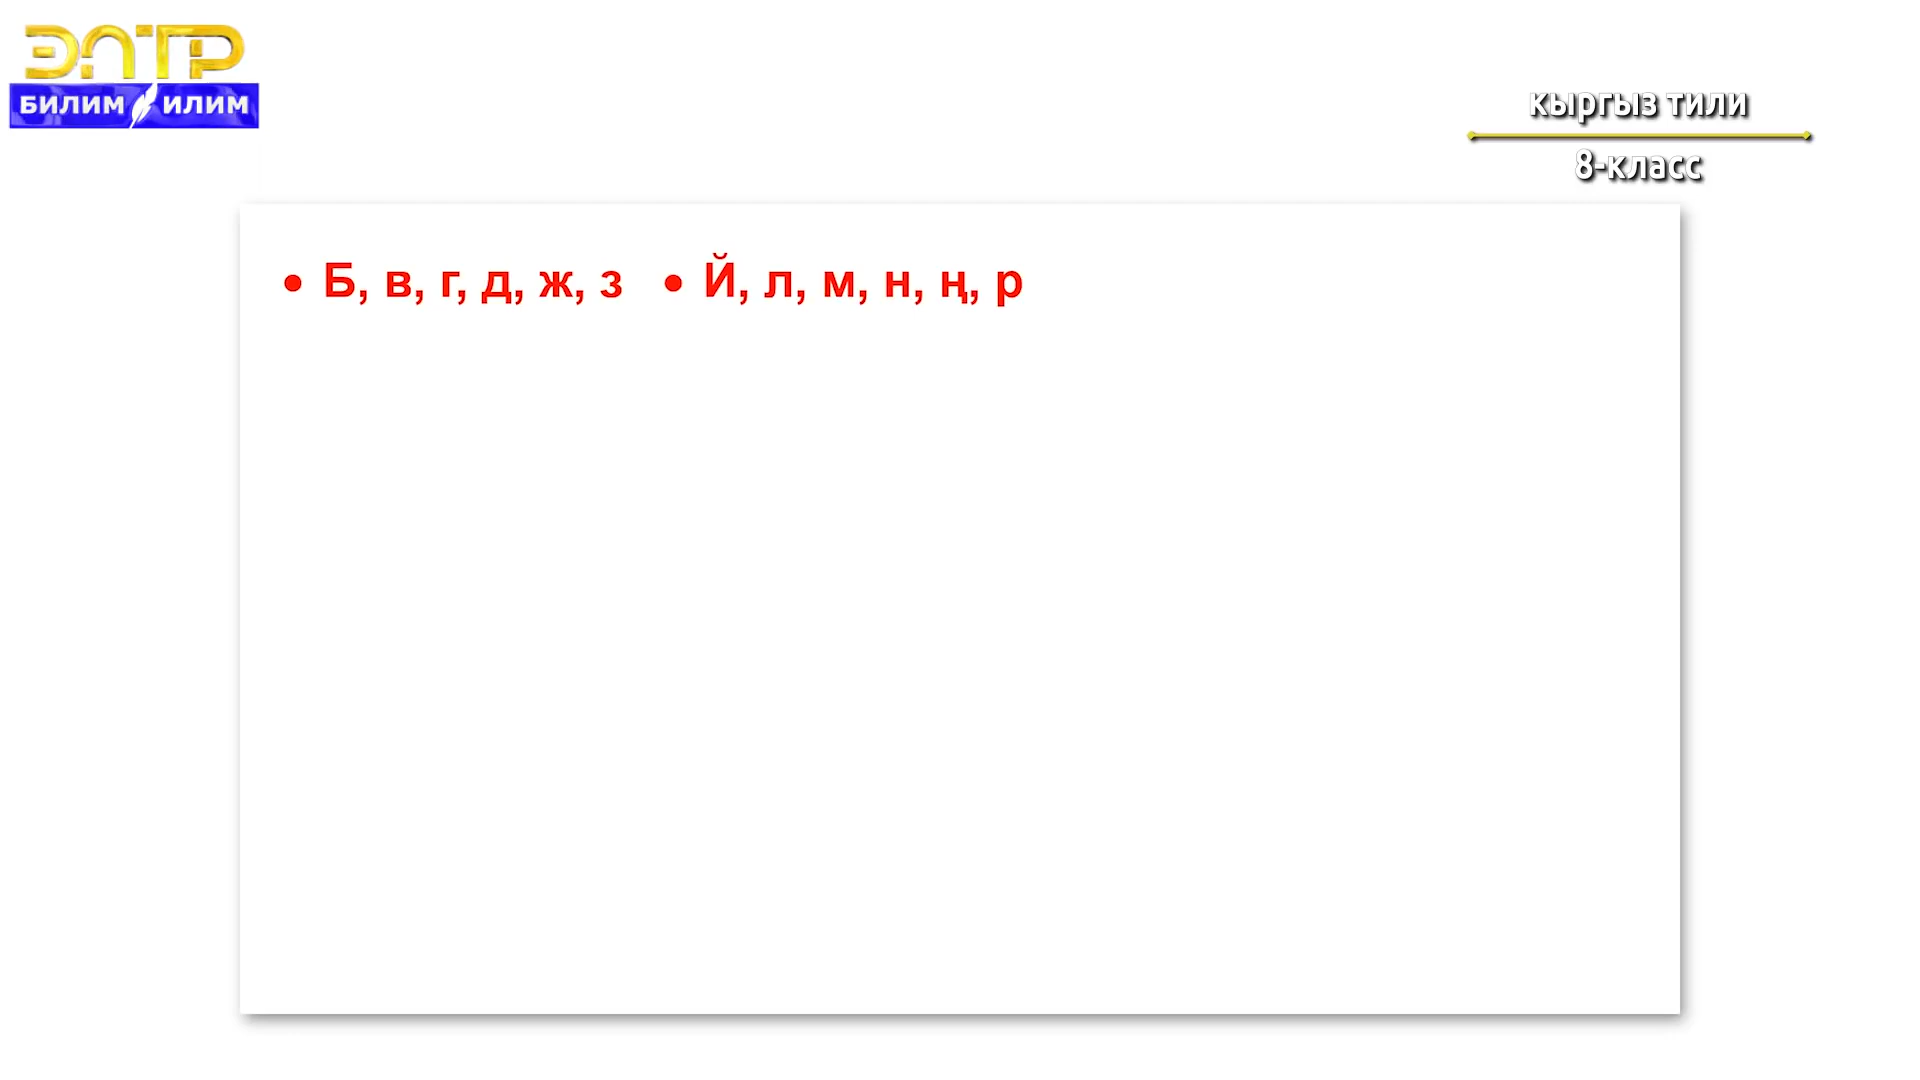 ЭЛТР
БИЛИМ ИЛИМ
кыргыз тили
8-класс
• Б, в, г, д, ж, з • Й, л, м, н, ң, р